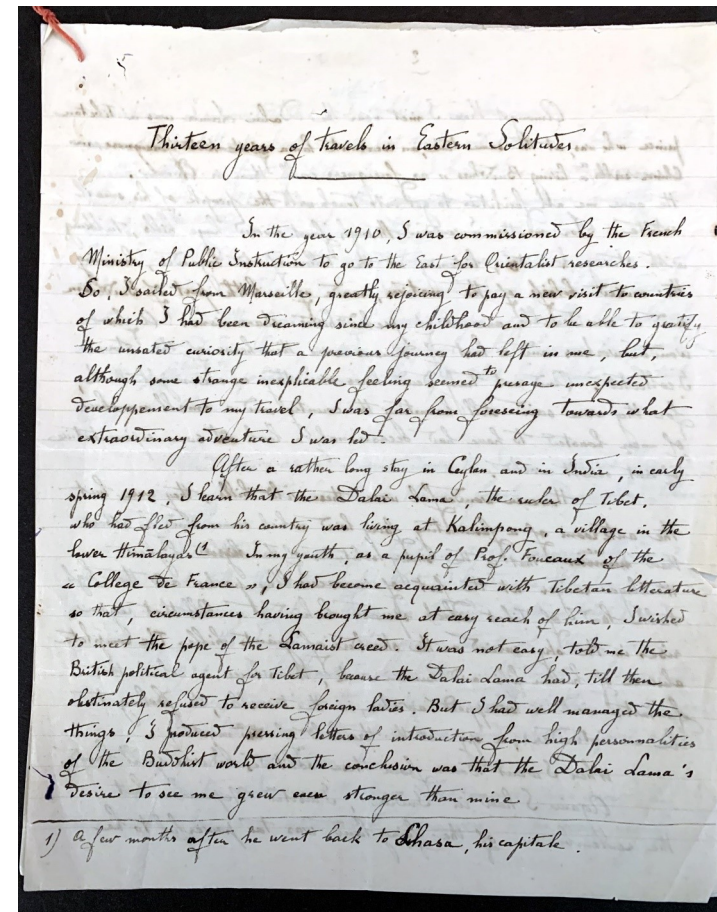 Thirteen years of travels in Eastern Solitudes
In the year 1910, I was commissioned by the French
Ministry of Public Instruction to go to the East for Orientalist researches.
So, I sailed from Marseille, greatly rejoicing to pay a new visit to countries
of which I had been dreaming since my childhood and to be able to gratify
the unsated curiosity that a previous journey had left in me, but,
although some strange inexplicable feeling seemed to presage unexpected
developpement to my travel, I was far from foreseing towards what
extraordinary adventure I was led.
After a rather long stay in Ceylan and in India, in early
spring 1912, I learn that the Dalai Lama, the ruler of Tibet,
who had fled from his country was living at Kalimpong, a village in the
lower Himālayas (1 In my youth, as a pupil of Prof. Foucaux of the
« College de France », I had become acquainted with Tibetan litterature
so that, circumstances having brought me at easy reach of him, I wished
to meet the pope of the Lamaist creed. It was not easy, told me the
British political agent for Tibet, because the Dalai Lama had, till then
obstinately refused to receive foreign ladies. But I had well managed the
things, I produced pressing letters of introduction from high personnalities
of the Buddhist world and the conclusion was that the Dalai Lama's
desire to see me grew even stronger than mine
1) A few months after he went back to Lhasa, his capitale.